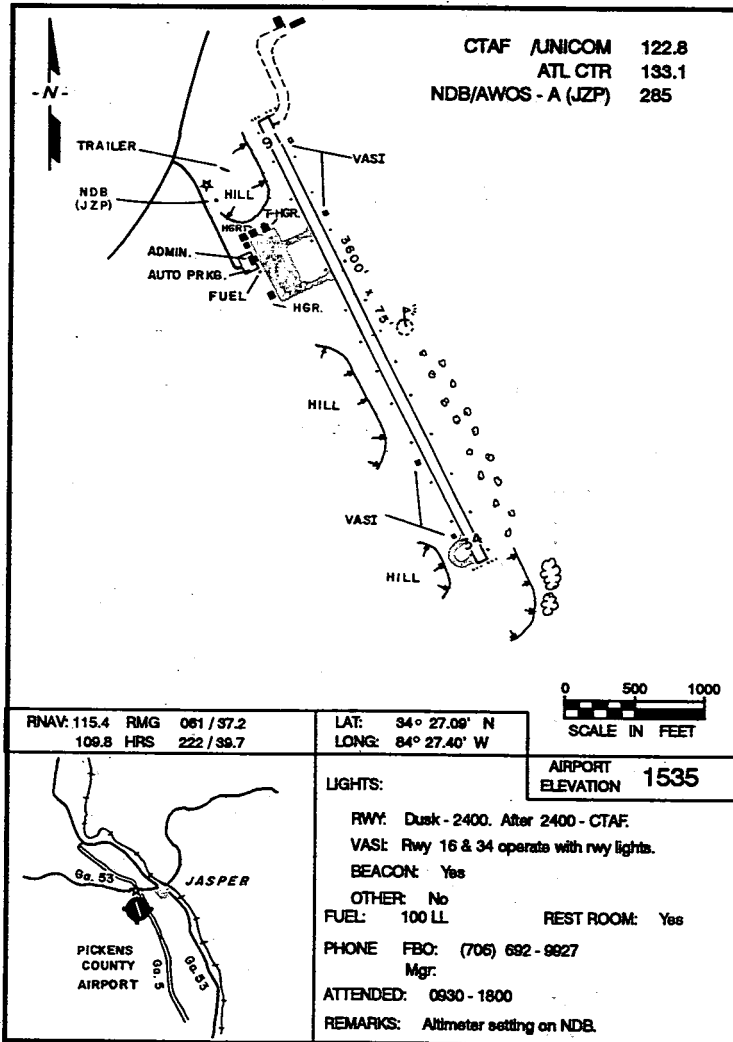 CTAF /UNICOM 122.8
ATL CTR 133.1
NDB/AWOS - A (JZP) 285
- N -
TRAILER
VASI
NDB
(JZP)
HILL
T-HGR.
HGR.
ADMIN.
AUTO PRKG.
FUEL
HGR.
3600' x 75'
HILL
VASI
34
HILL
0 500 1000
SCALE IN FEET
RNAV: 115.4 RMG 061 / 37.2
109.8 HRS 222 / 39.7
LAT: 34° 27.09' N
LONG: 84° 27.40' W
AIRPORT
ELEVATION 1535
LIGHTS:
RWY: Dusk - 2400. After 2400 - CTAF.
VASI: Rwy 16 & 34 operate with rwy lights.
BEACON: Yes
OTHER: No
FUEL: 100 LL REST ROOM: Yes
PHONE FBO: (706) 692 - 9927
Mgr:
ATTENDED: 0930 - 1800
REMARKS: Altimeter setting on NDB.
Ga. 53
JASPER
PICKENS
COUNTY
AIRPORT
Ga. 5
Ga. 53